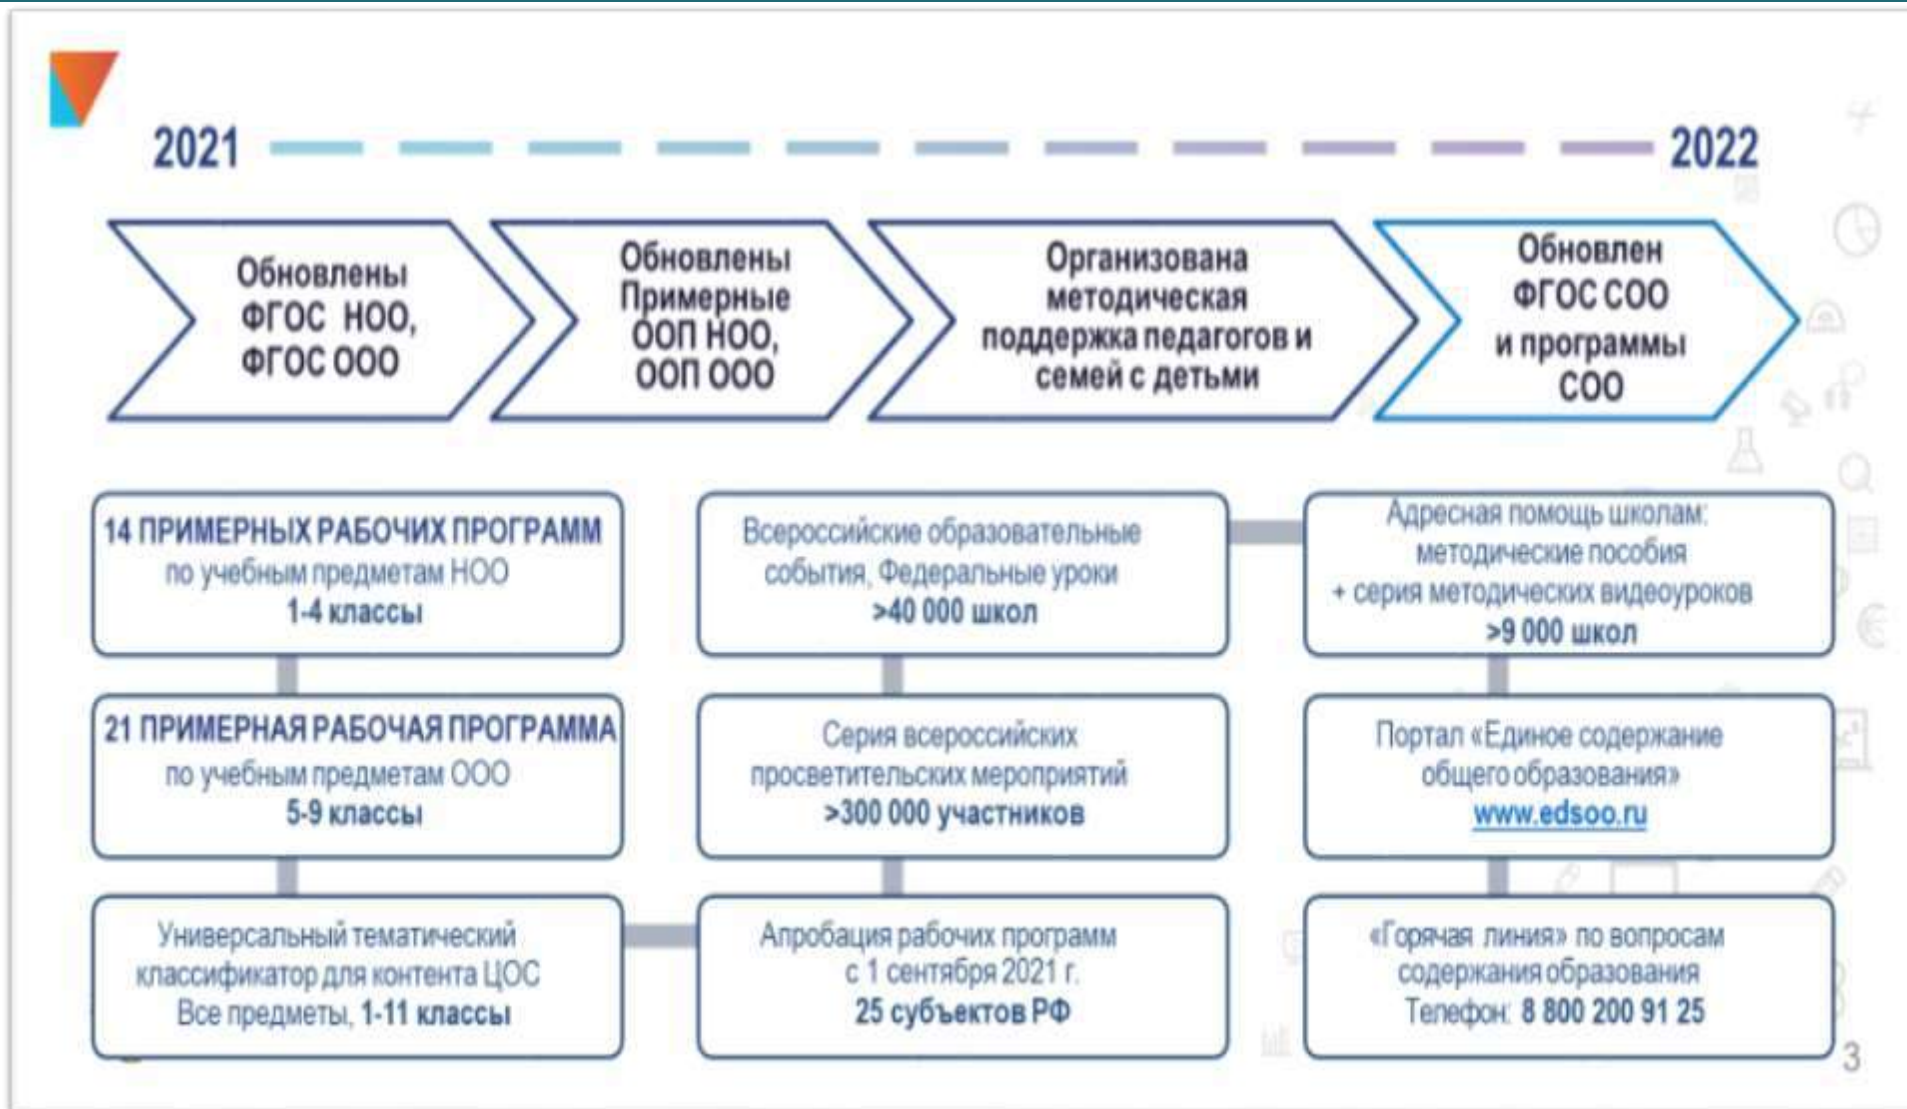 2021
2022
Обновлены
ФГОС НОО,
ФГОС ООО
Обновлены
Примерные
ООП НОО,
ООП ООО
Организована
методическая
поддержка педагогов и
семей с детьми
Обновлен
ФГОС СОО
и программы
СОО
14 ПРИМЕРНЫХ РАБОЧИХ ПРОГРАММ
по учебным предметам НОО
1-4 классы
21 ПРИМЕРНАЯ РАБОЧАЯ ПРОГРАММА
по учебным предметам ООО
5-9 классы
Универсальный тематический
классификатор для контента ЦОС
Все предметы, 1-11 классы
Всероссийские образовательные
события, Федеральные уроки
>40 000 школ
Серия всероссийских
просветительских мероприятий
>300 000 участников
Апробация рабочих программ
с 1 сентября 2021 г.
25 субъектов РФ
Адресная помощь школам:
методические пособия
+ серия методических видеоуроков
>9 000 школ
Портал «Единое содержание
общего образования»
www.edsoo.ru
«Горячая линия» по вопросам
содержания образования
Телефон: 8 800 200 91 25
3